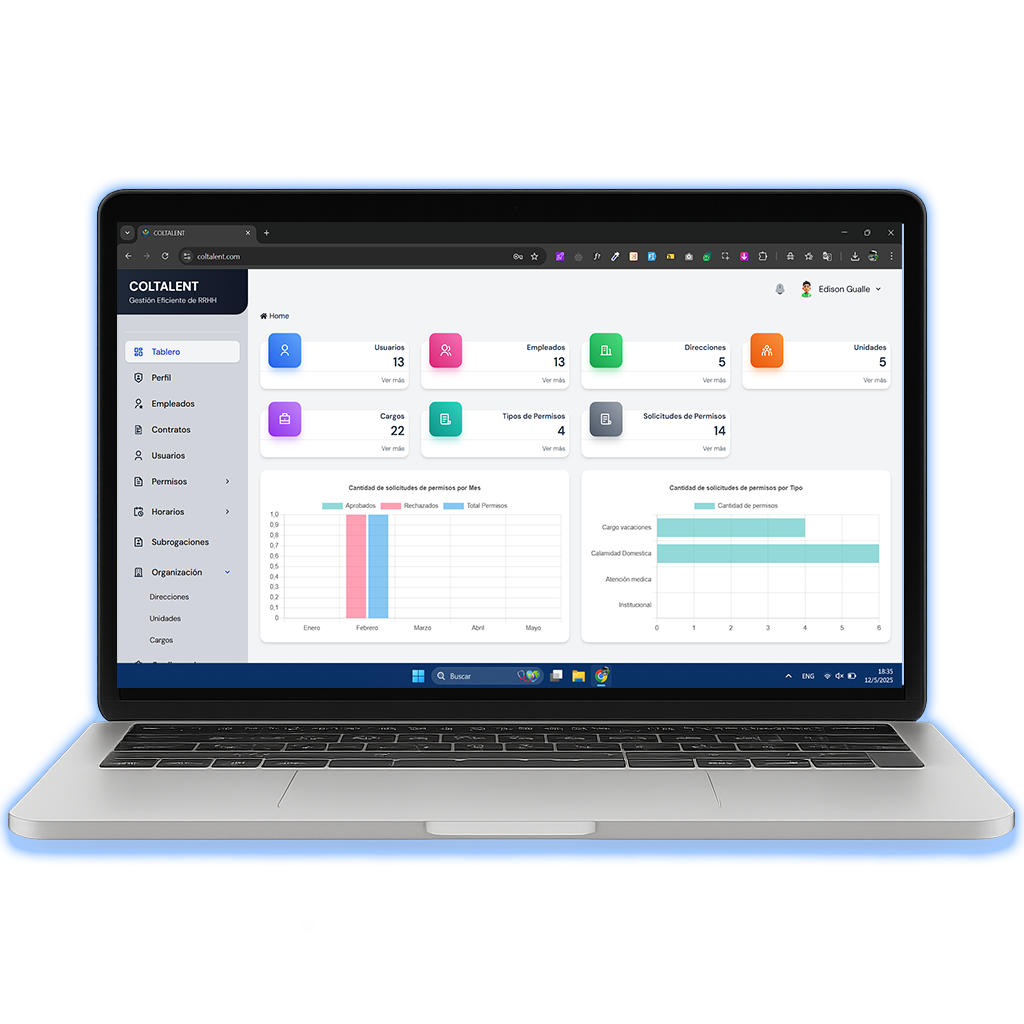 COLTALENT
coltalent.com
COLTALENT
Gestión Eficiente de RRHH
Edison Gualle
Home
Tablero
Perfil
Empleados
Contratos
Usuarios
Permisos
Horarios
Subrogaciones
Organización
Direcciones
Unidades
Cargos
Usuarios
13
Ver más
Empleados
13
Ver más
Direcciones
5
Ver más
Unidades
5
Ver más
Cargos
22
Ver más
Tipos de Permisos
4
Ver más
Solicitudes de Permisos
14
Ver más
Cantidad de solicitudes de permisos por Mes
Aprobados Rechazados Total Permisos
1,0
0,9
0,8
0,7
0,6
0,5
0,4
0,3
0,2
0,1
0
Enero Febrero Marzo Abril Mayo
Cantidad de solicitudes de permisos por Tipo
Cantidad de permisos
Cargo vacaciones
Calamidad Domestica
Atención medica
Institucional
0 1 2 3 4 5 6
Buscar
ENG
18:35
12/5/2025